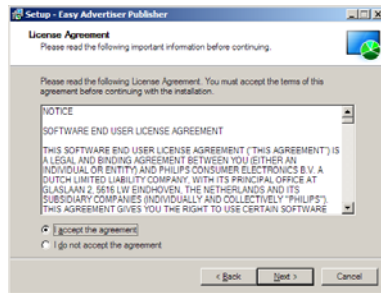 Setup - Easy Advertiser Publisher
License Agreement
Please read the following important information before continuing.
Please read the following License Agreement. You must accept the terms of this
agreement before continuing with the installation.
NOTICE
SOFTWARE END USER LICENSE AGREEMENT
THIS SOFTWARE END USER LICENSE AGREEMENT ("THIS AGREEMENT") IS
A LEGAL AND BINDING AGREEMENT BETWEEN YOU (EITHER AN
INDIVIDUAL OR ENTITY) AND PHILIPS CONSUMER ELECTRONICS B.V. A
DUTCH LIMITED LIABILITY COMPANY, WITH ITS PRINCIPAL OFFICE AT
GLASLAAN 2, 5616 LW EINDHOVEN, THE NETHERLANDS AND ITS
SUBSIDIARY COMPANIES (INDIVIDUALLY AND COLLECTIVELY "PHILIPS").
THIS AGREEMENT GIVES YOU THE RIGHT TO USE CERTAIN SOFTWARE
I accept the agreement
I do not accept the agreement
< Back Next > Cancel